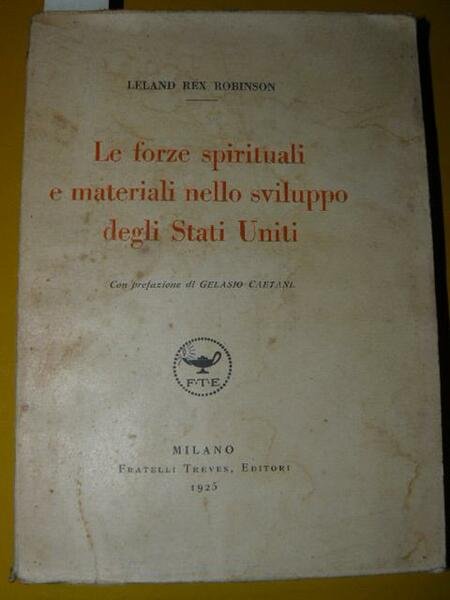 LELAND REX ROBINSON
Le forze spirituali
e materiali nello sviluppo
degli Stati Uniti
Con prefazione di GELASIO CAETANI.
F·T·E
MILANO
FRATELLI TREVES, EDITORI
1925